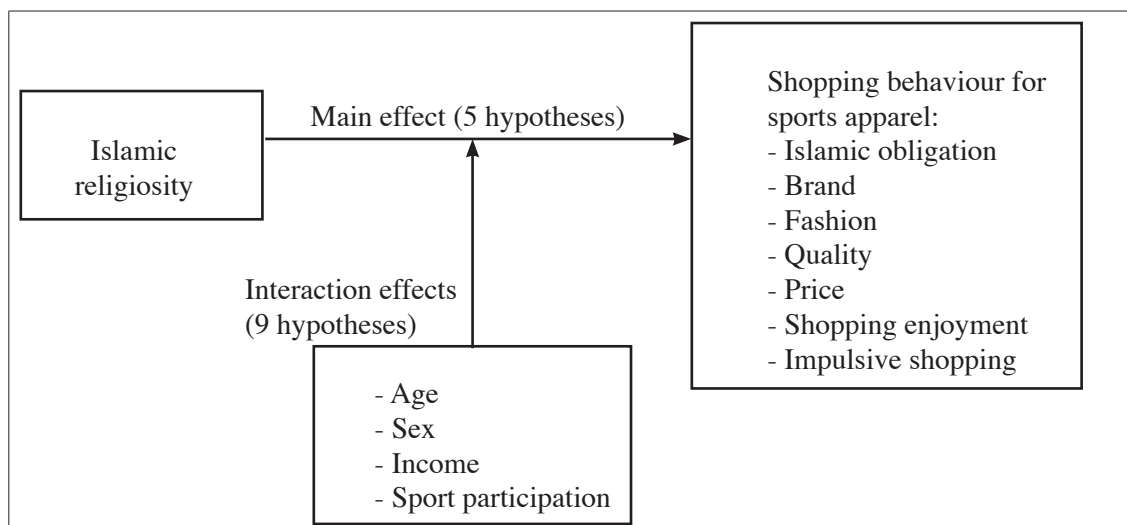 Islamic
religiosity
Main effect (5 hypotheses)
Shopping behaviour for
sports apparel:
- Islamic obligation
- Brand
- Fashion
- Quality
- Price
- Shopping enjoyment
- Impulsive shopping
Interaction effects
(9 hypotheses)
- Age
- Sex
- Income
- Sport participation